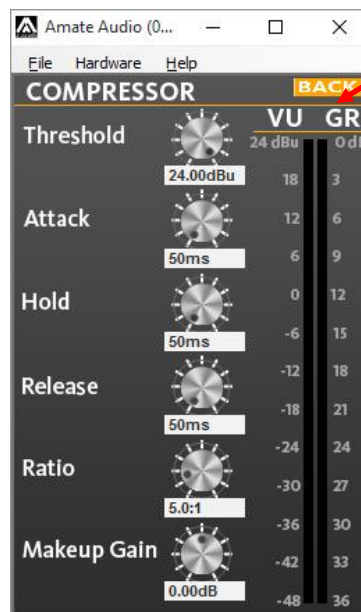 Amate Audio (0...
File Hardware Help
COMPRESSOR BACK
VU GR
Threshold 24 dBu 0 d
24.00dBu 18 3
Attack 12 6
6 9
50ms
Hold 0 12
-6 15
50ms
Release -12 18
-18 21
50ms
Ratio -24 24
-30 27
5.0:1
-36 30
Makeup Gain -42 33
0.00dB -48 36